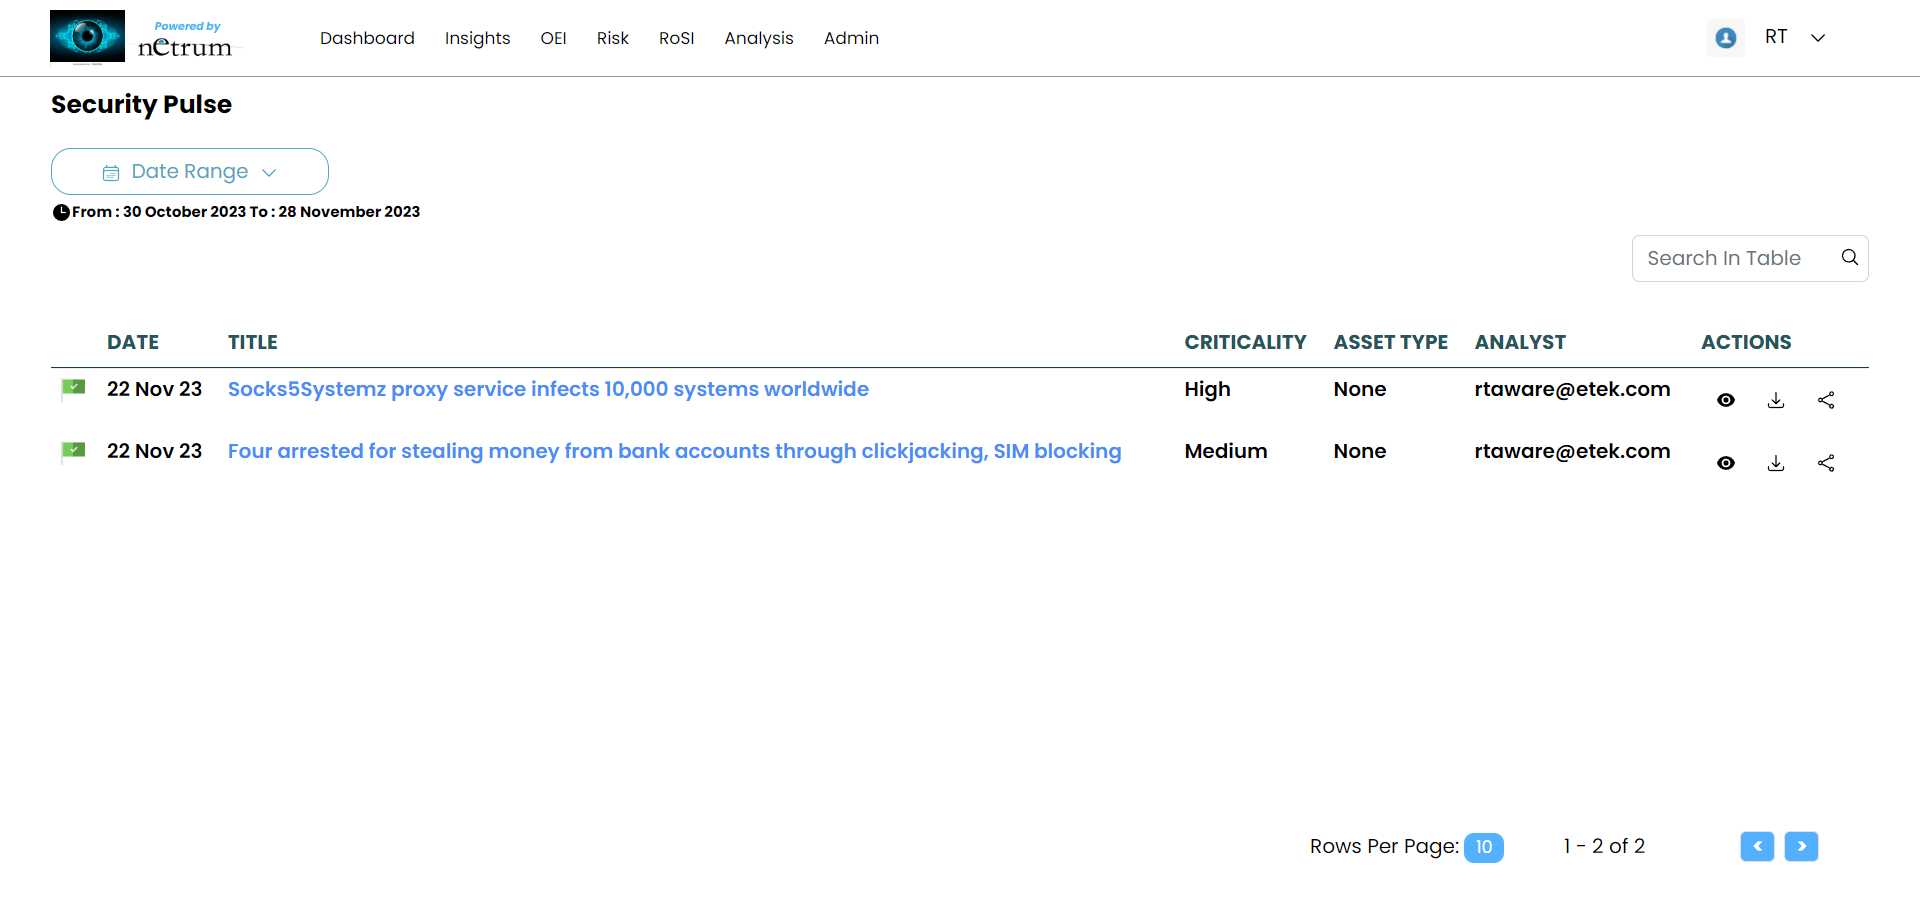 Powered by
netrum
Dashboard Insights OEI Risk RoSI Analysis Admin
RT
Security Pulse
Date Range
From : 30 October 2023 To : 28 November 2023
Search In Table
DATE TITLE CRITICALITY ASSET TYPE ANALYST ACTIONS
22 Nov 23 Socks5Systemz proxy service infects 10,000 systems worldwide High None rtaware@etek.com
22 Nov 23 Four arrested for stealing money from bank accounts through clickjacking, SIM blocking Medium None rtaware@etek.com
Rows Per Page: 10 1 - 2 of 2